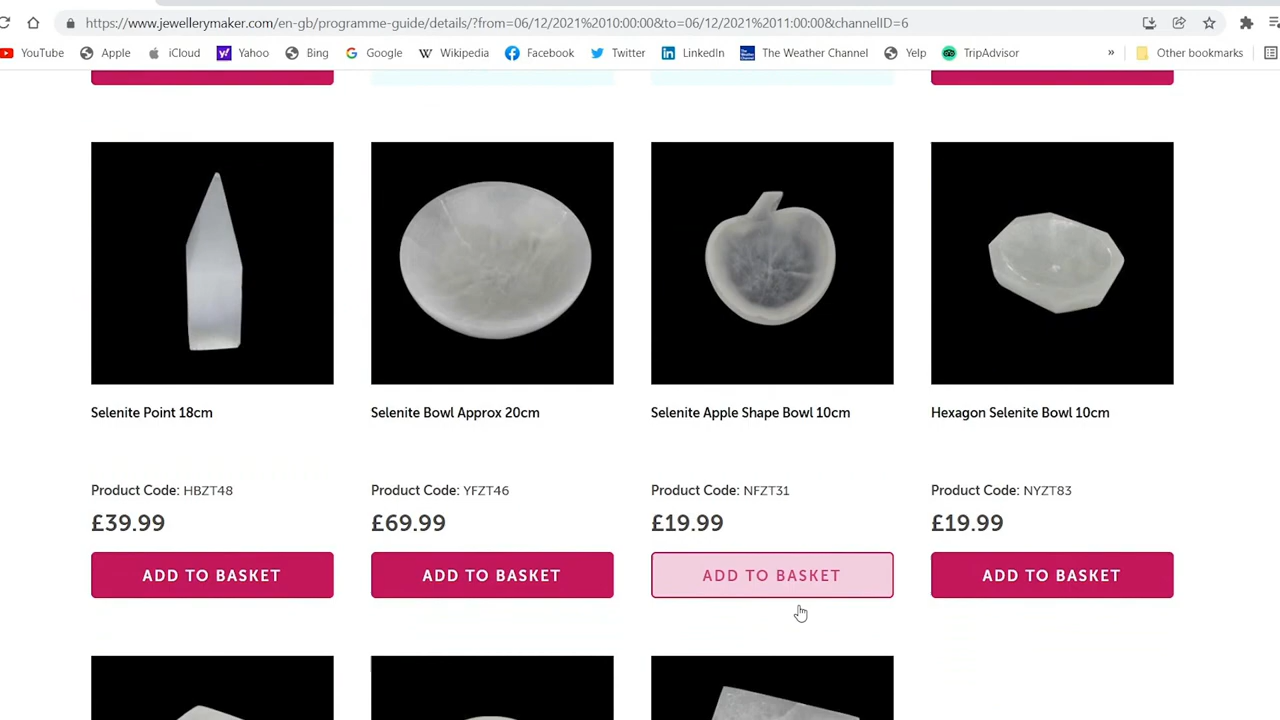 https://www.jewellerymaker.com/en-gb/programme-guide/details/?from=06/12/2021%2010:00:00&to=06/12/2021%2011:00:00&channelID=6
YouTube Apple iCloud Yahoo Bing Google Wikipedia Facebook Twitter LinkedIn The Weather Channel Yelp TripAdvisor » Other bookmarks
Selenite Point 18cm Selenite Bowl Approx 20cm Selenite Apple Shape Bowl 10cm Hexagon Selenite Bowl 10cm
Product Code: HBZT48 Product Code: YFZT46 Product Code: NFZT31 Product Code: NYZT83
£39.99 £69.99 £19.99 £19.99
ADD TO BASKET ADD TO BASKET ADD TO BASKET ADD TO BASKET